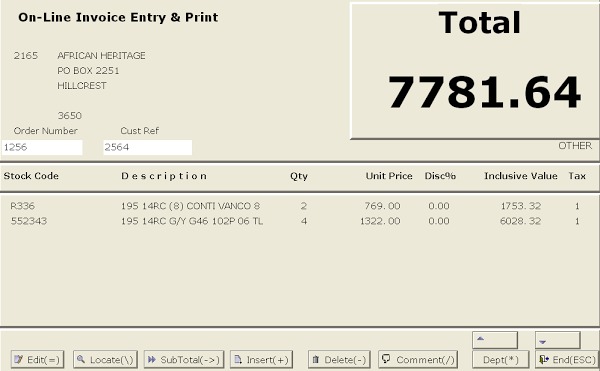 On-Line Invoice Entry & Print
Total
7781.64
2165 AFRICAN HERITAGE
PO BOX 2251
HILLCREST
3650
Order Number Cust Ref
1256 2564
OTHER
Stock Code Description Qty Unit Price Disc% Inclusive Value Tax
R336 195 14RC (8) CONTI VANCO 8 2 769.00 0.00 1753.32 1
552343 195 14RC G/Y G46 102P 06 TL 4 1322.00 0.00 6028.32 1
Edit(=) Locate(\) SubTotal(->) Insert(+) Delete(-) Comment(/) Dept(*) End(ESC)